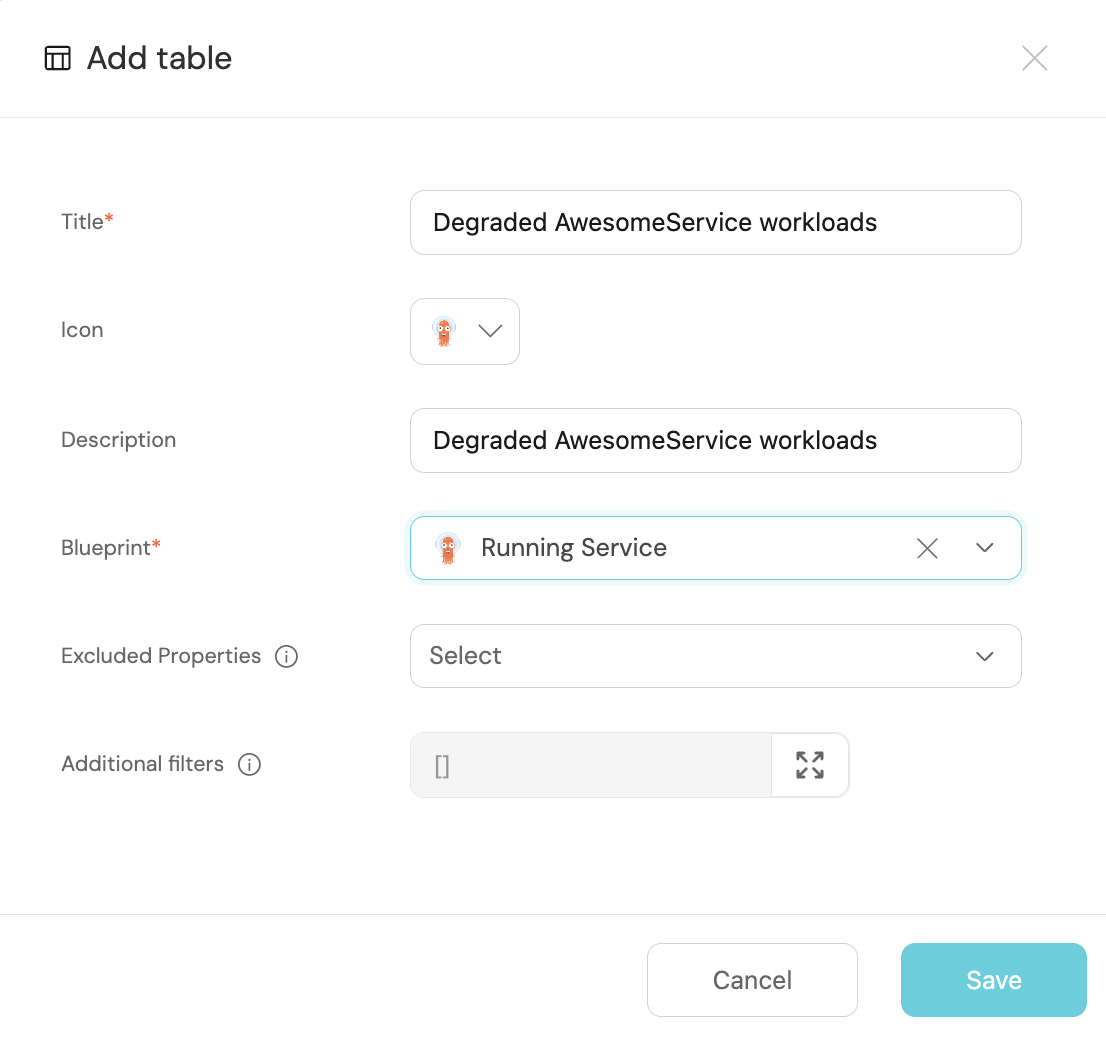 Add table
Title*
Degraded AwesomeService workloads
Icon
Description
Degraded AwesomeService workloads
Blueprint*
Running Service
Excluded Properties
Select
Additional filters
[]
Cancel
Save